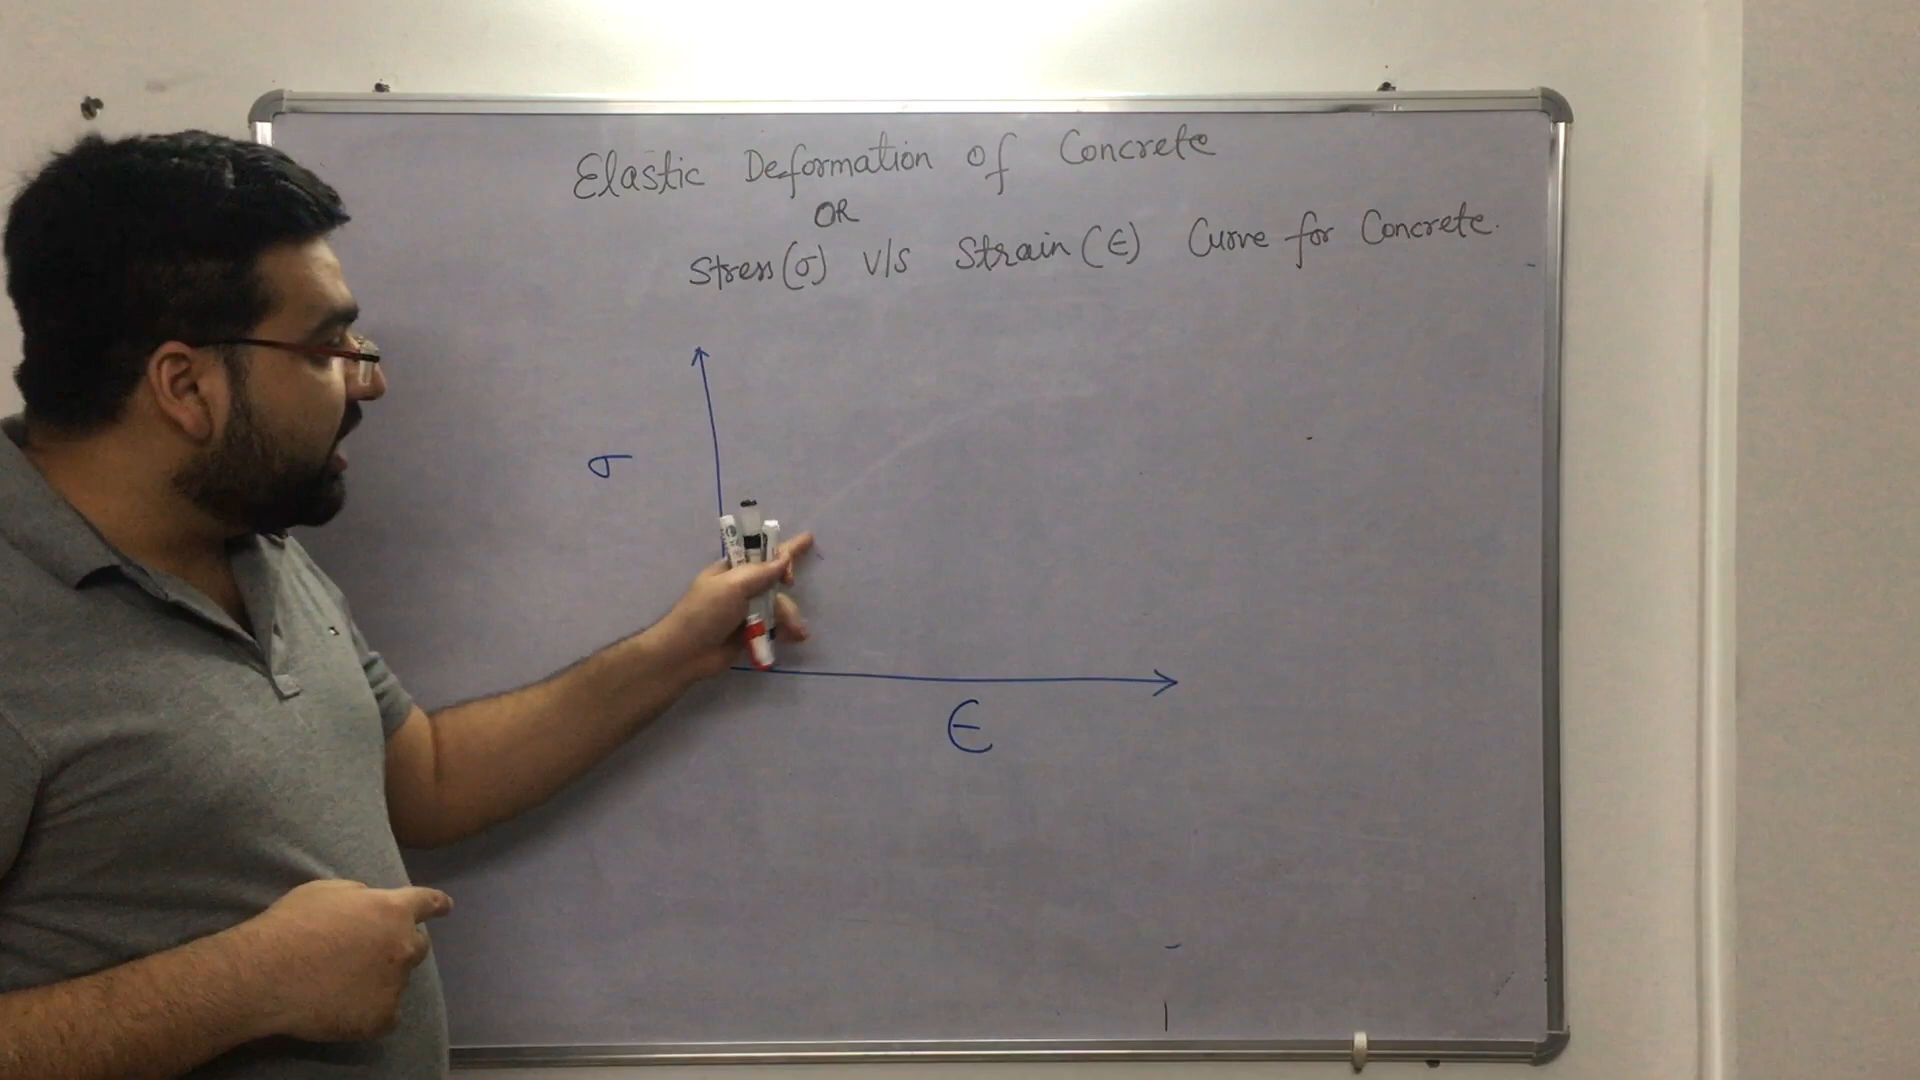 Elastic Deformation of Concrete
OR
Stress (σ) v/s Strain (ϵ) Curve for Concrete.
σ
ϵ